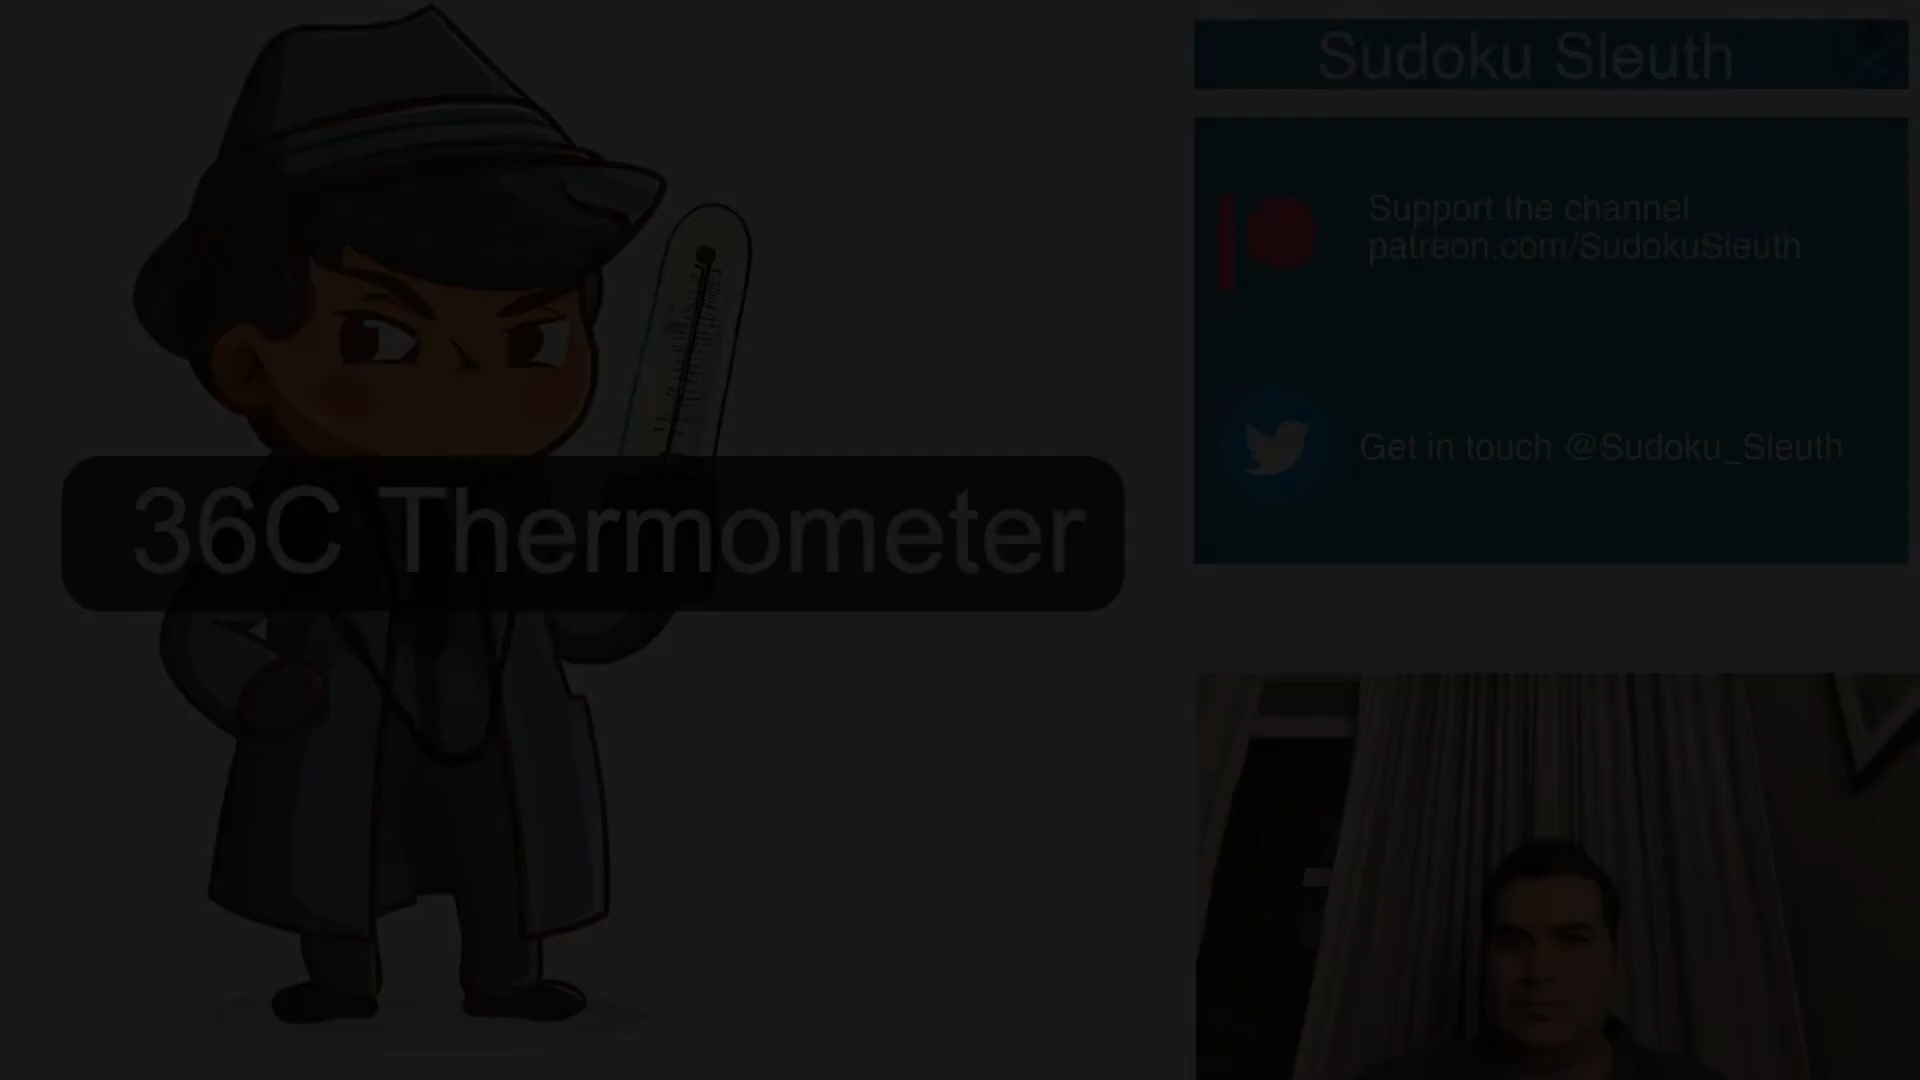 Sudoku Sleuth
Support the channel
patreon.com/SudokuSleuth
Get in touch @Sudoku_Sleuth
36C Thermometer